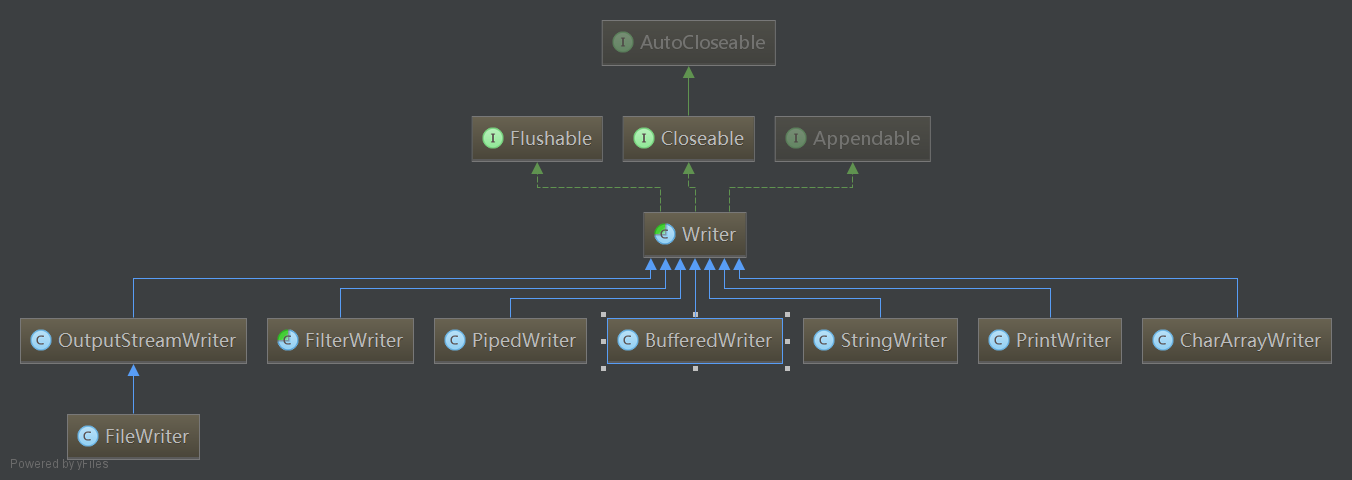 I AutoCloseable
I Flushable
I Closeable
I Appendable
C Writer
C OutputStreamWriter
C FilterWriter
C PipedWriter
C BufferedWriter
C StringWriter
C PrintWriter
C CharArrayWriter
C FileWriter
Powered by yFiles